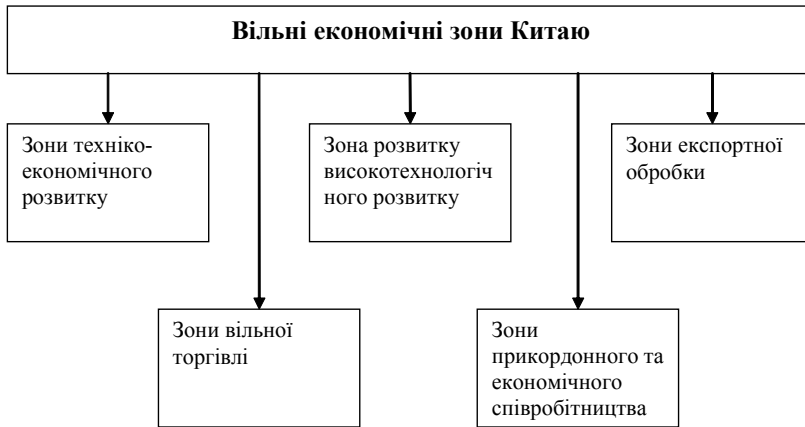 Вільні економічні зони Китаю
Зони техніко-
економічного
розвитку
Зона розвитку
високотехнологіч
ного розвитку
Зони експортної
обробки
Зони вільної
торгівлі
Зони
прикордонного та
економічного
співробітництва